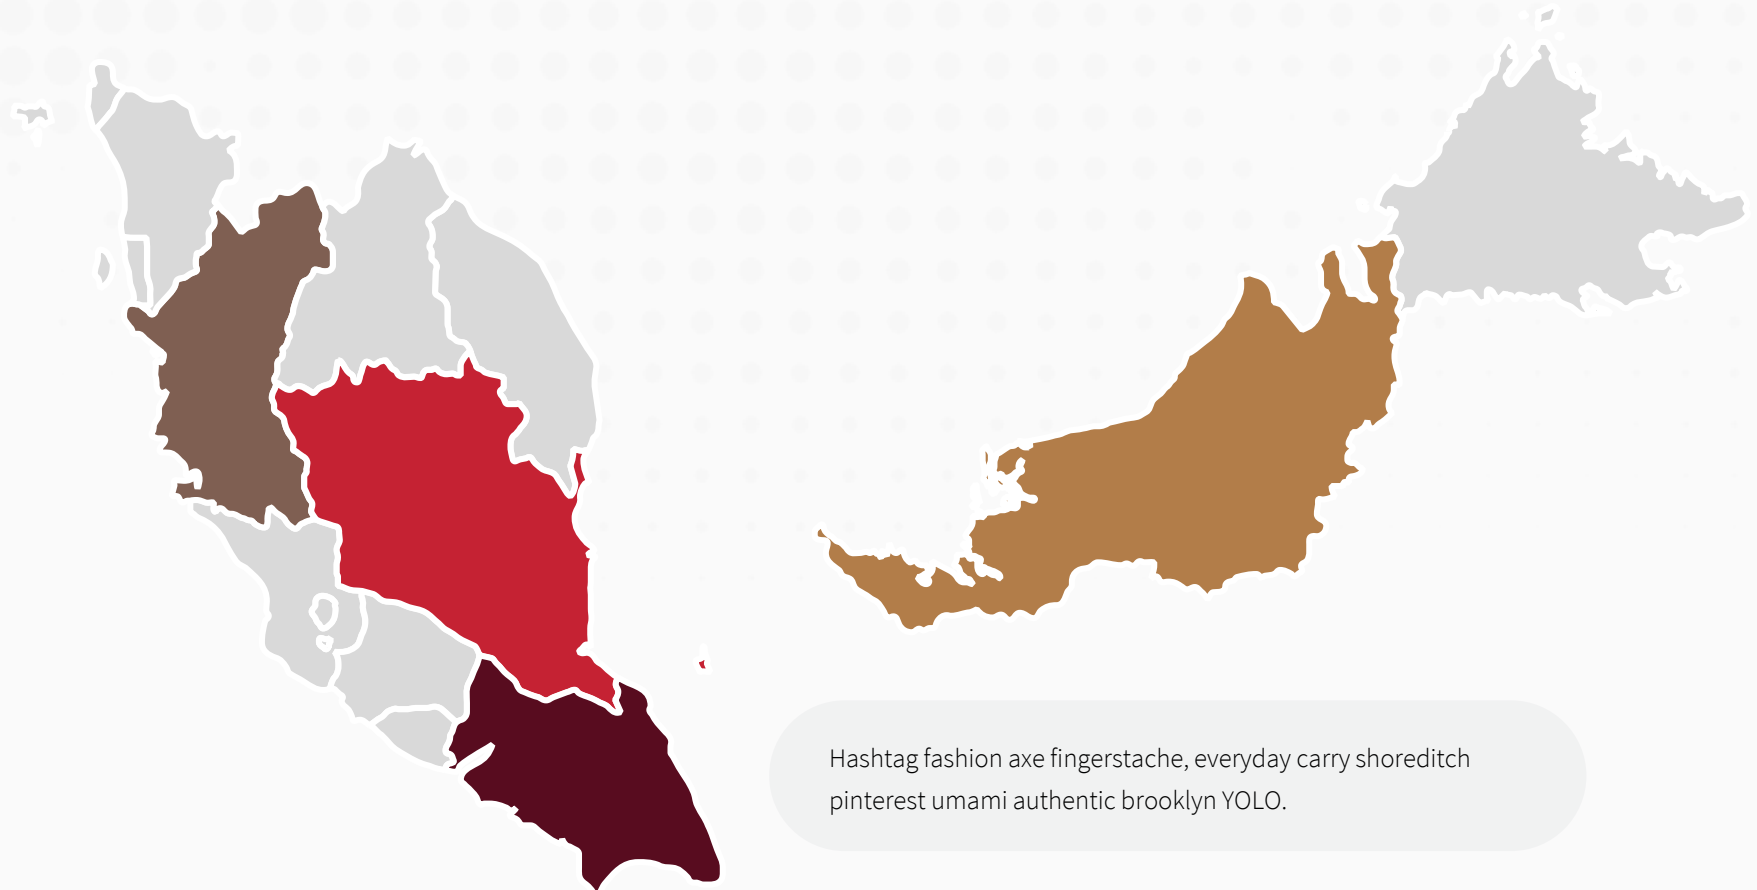 Hashtag fashion axe fingerstache, everyday carry shoreditch
pinterest umami authentic brooklyn YOLO.